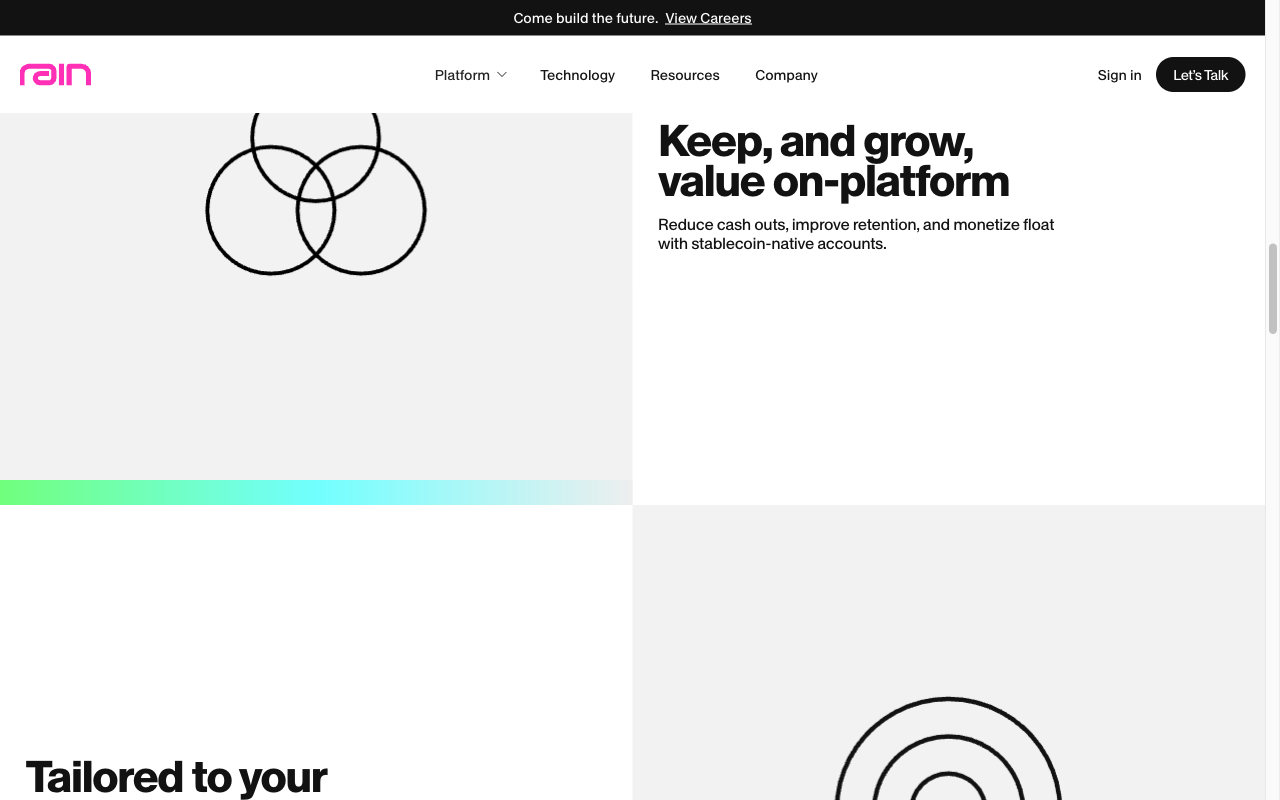 Come build the future. View Careers
rain
Platform
Technology
Resources
Company
Sign in
Let's Talk
Keep, and grow,
value on-platform
Reduce cash outs, improve retention, and monetize float
with stablecoin-native accounts.
Tailored to your